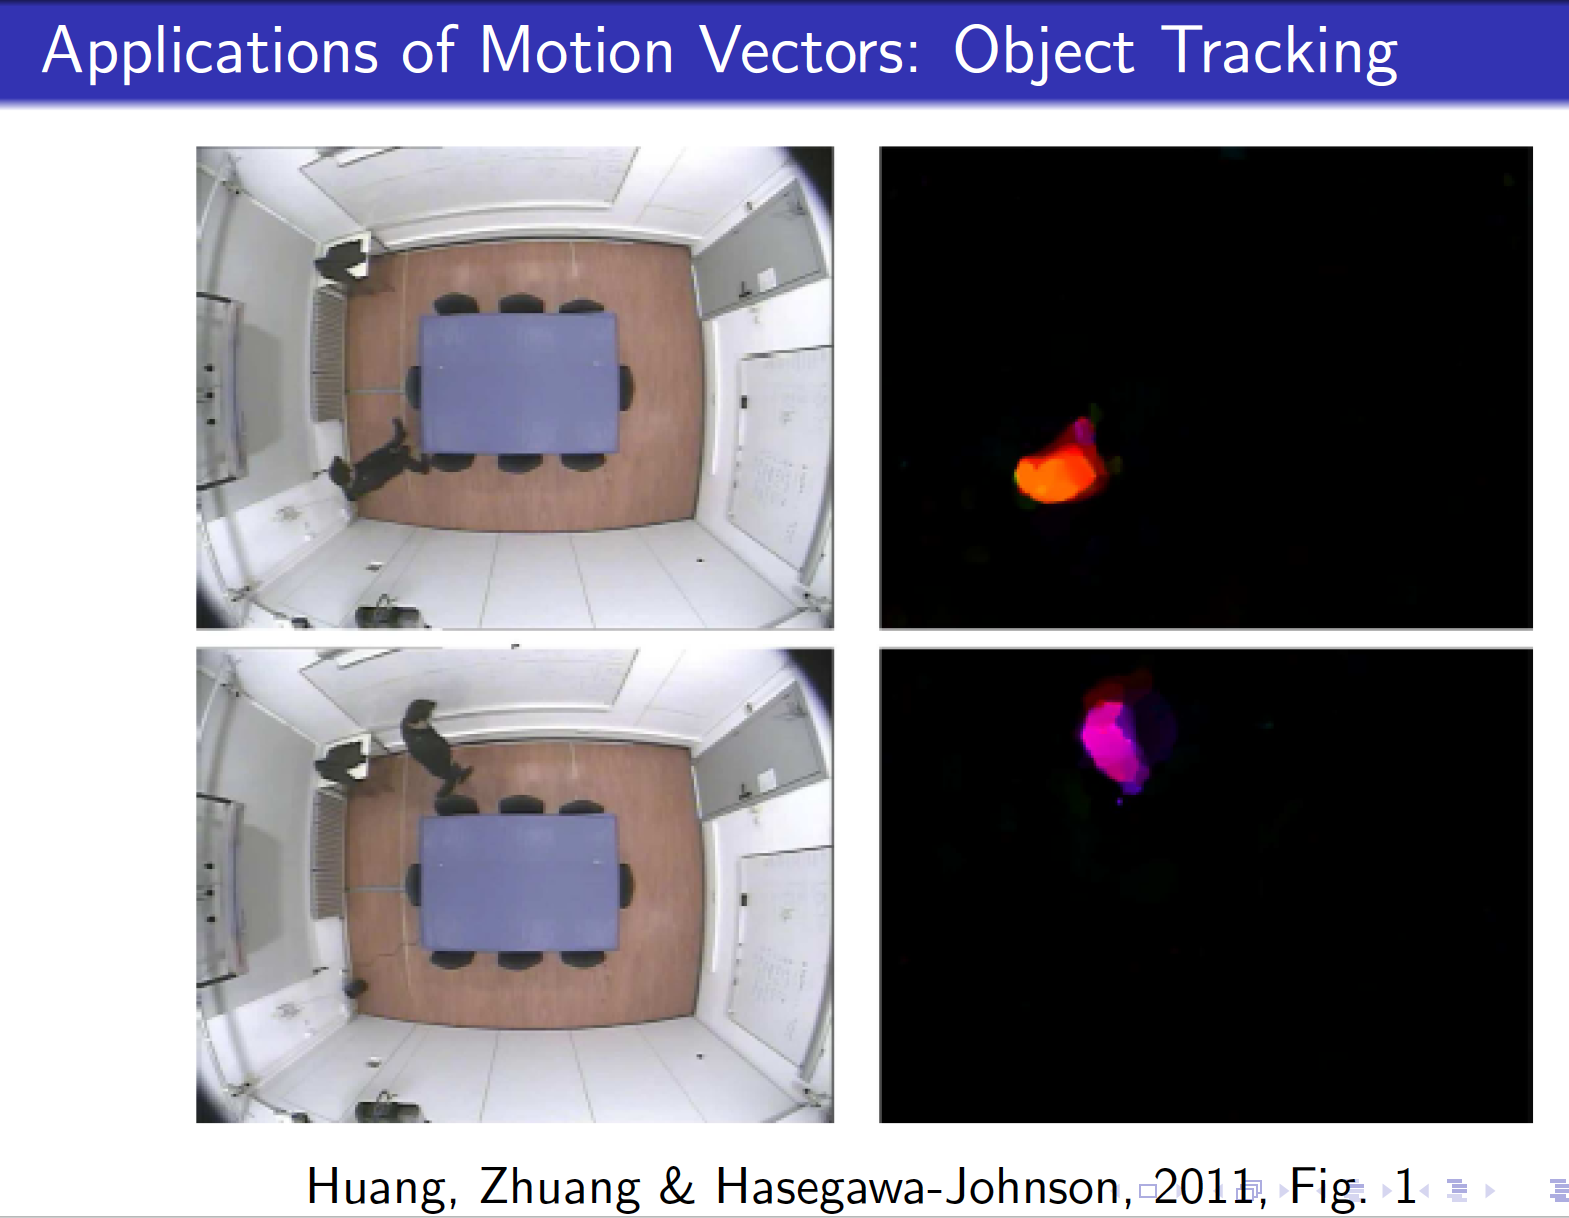 Applications of Motion Vectors: Object Tracking
Huang, Zhuang & Hasegawa-Johnson, 2011, Fig. 1